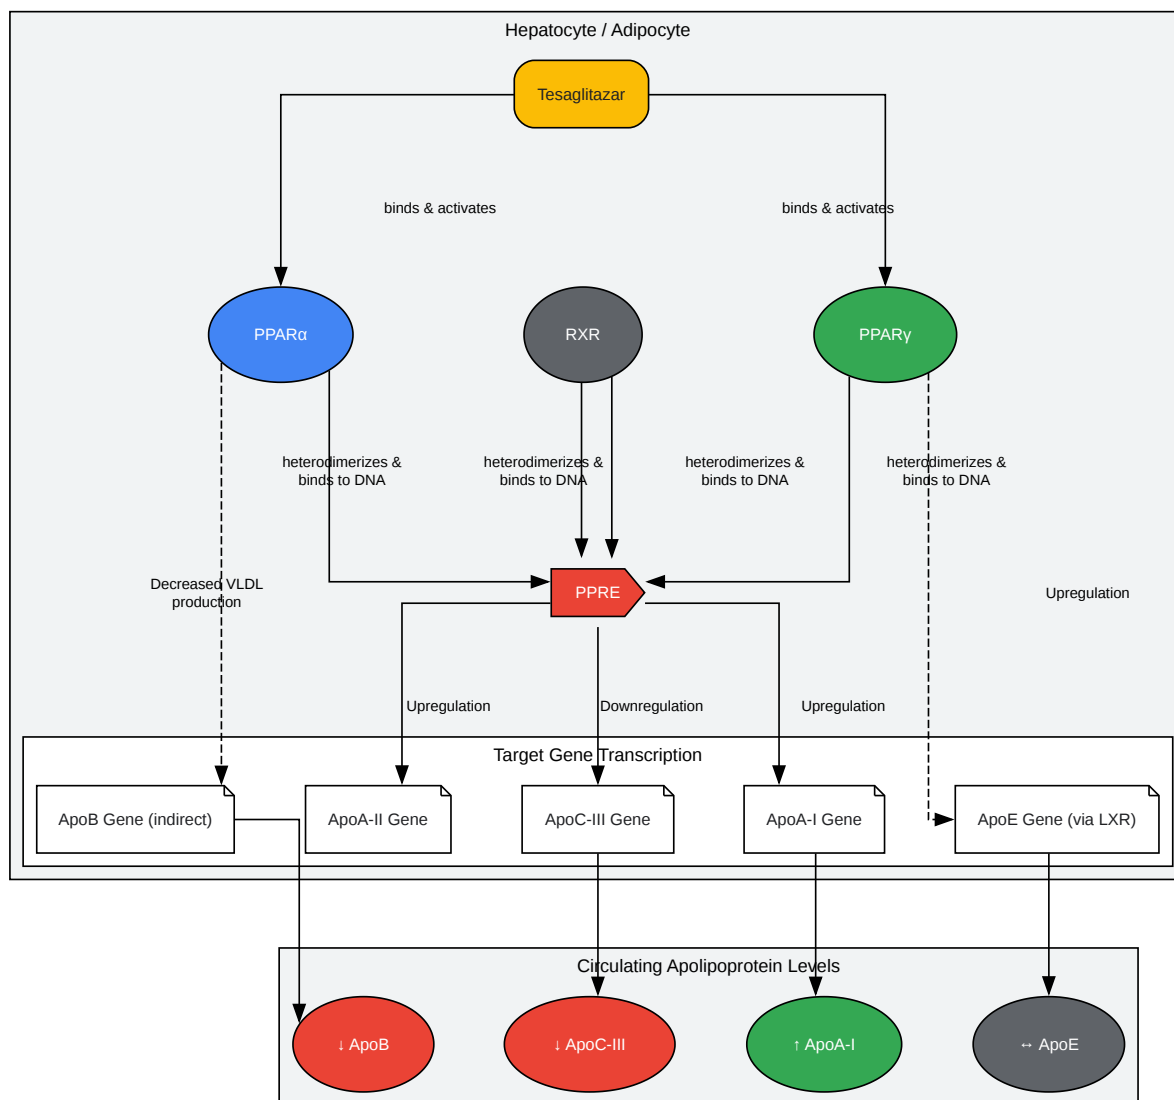 Hepatocyte / Adipocyte
Tesaglitazar
binds & activates
binds & activates
PPARα
RXR
PPARγ
heterodimerizes &
binds to DNA
heterodimerizes &
binds to DNA
heterodimerizes &
binds to DNA
heterodimerizes &
binds to DNA
Decreased VLDL
production
PPRE
Upregulation
Upregulation
Downregulation
Upregulation
Target Gene Transcription
ApoB Gene (indirect)
ApoA-II Gene
ApoC-III Gene
ApoA-I Gene
ApoE Gene (via LXR)
Circulating Apolipoprotein Levels
↓ ApoB
↓ ApoC-III
↑ ApoA-I
↔ ApoE